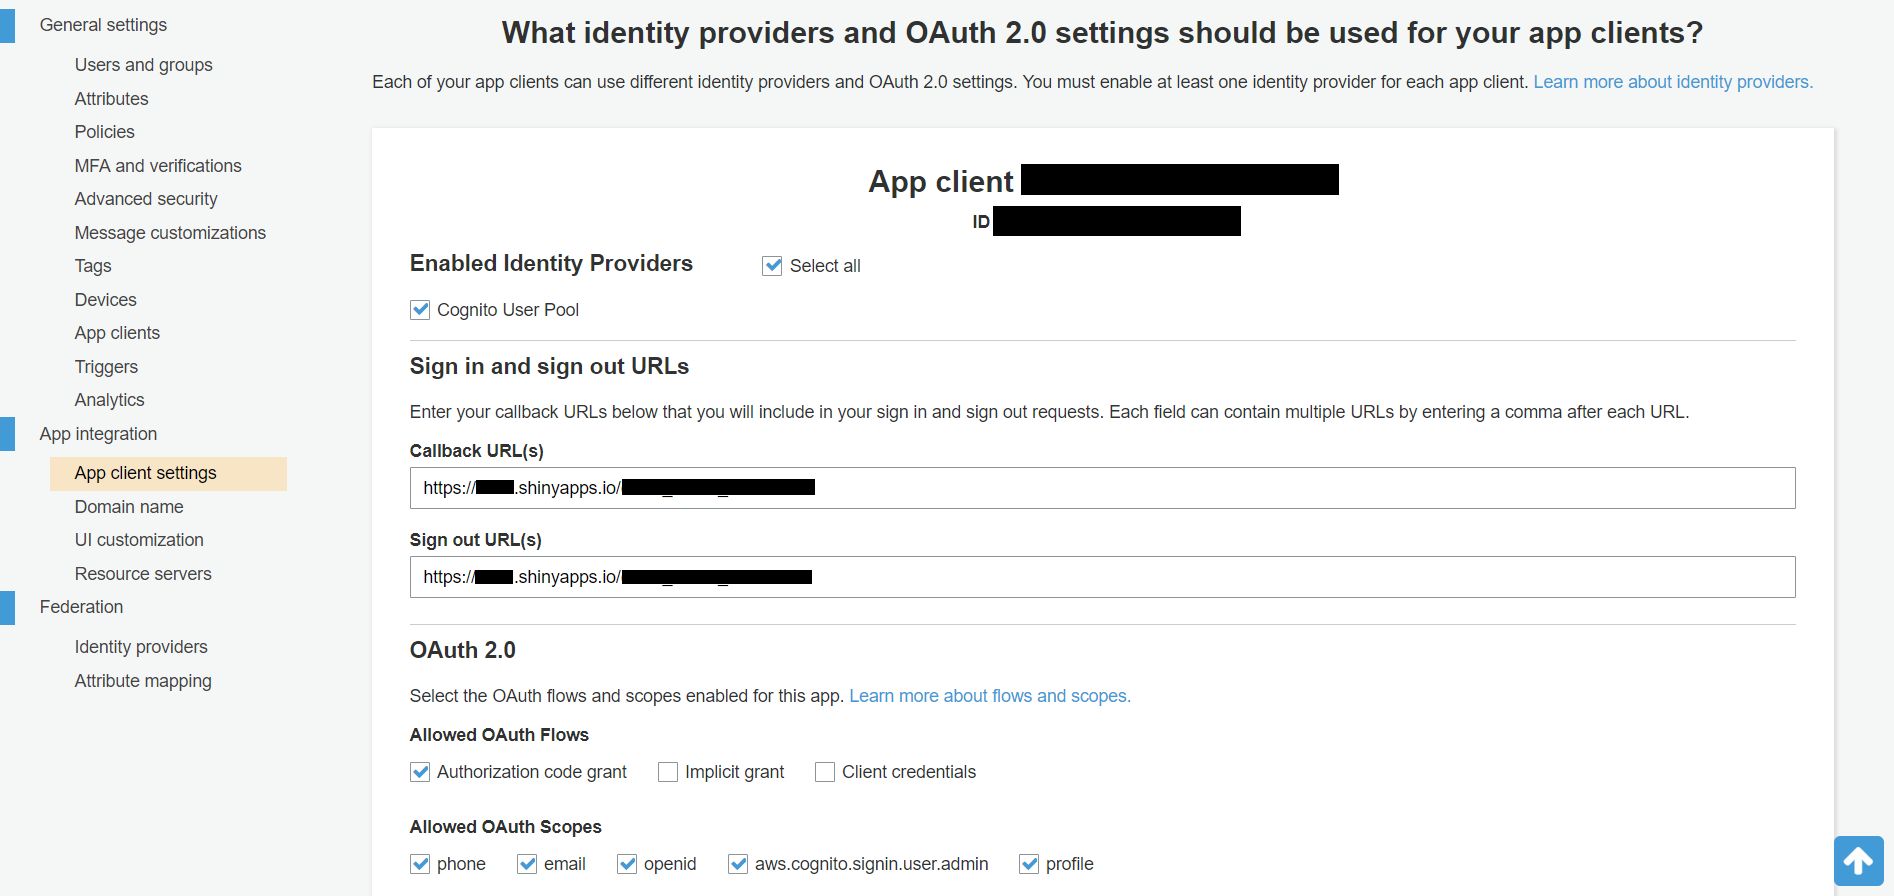 General settings
Users and groups
Attributes
Policies
MFA and verifications
Advanced security
Message customizations
Tags
Devices
App clients
Triggers
Analytics
App integration
App client settings
Domain name
UI customization
Resource servers
Federation
Identity providers
Attribute mapping
What identity providers and OAuth 2.0 settings should be used for your app clients?
Each of your app clients can use different identity providers and OAuth 2.0 settings. You must enable at least one identity provider for each app client. Learn more about identity providers.
App client
ID
Enabled Identity Providers Select all
Cognito User Pool
Sign in and sign out URLs
Enter your callback URLs below that you will include in your sign in and sign out requests. Each field can contain multiple URLs by entering a comma after each URL.
Callback URL(s)
https:// .shinyapps.io/
Sign out URL(s)
https:// .shinyapps.io/
OAuth 2.0
Select the OAuth flows and scopes enabled for this app. Learn more about flows and scopes.
Allowed OAuth Flows
Authorization code grant Implicit grant Client credentials
Allowed OAuth Scopes
phone email openid aws.cognito.signin.user.admin profile